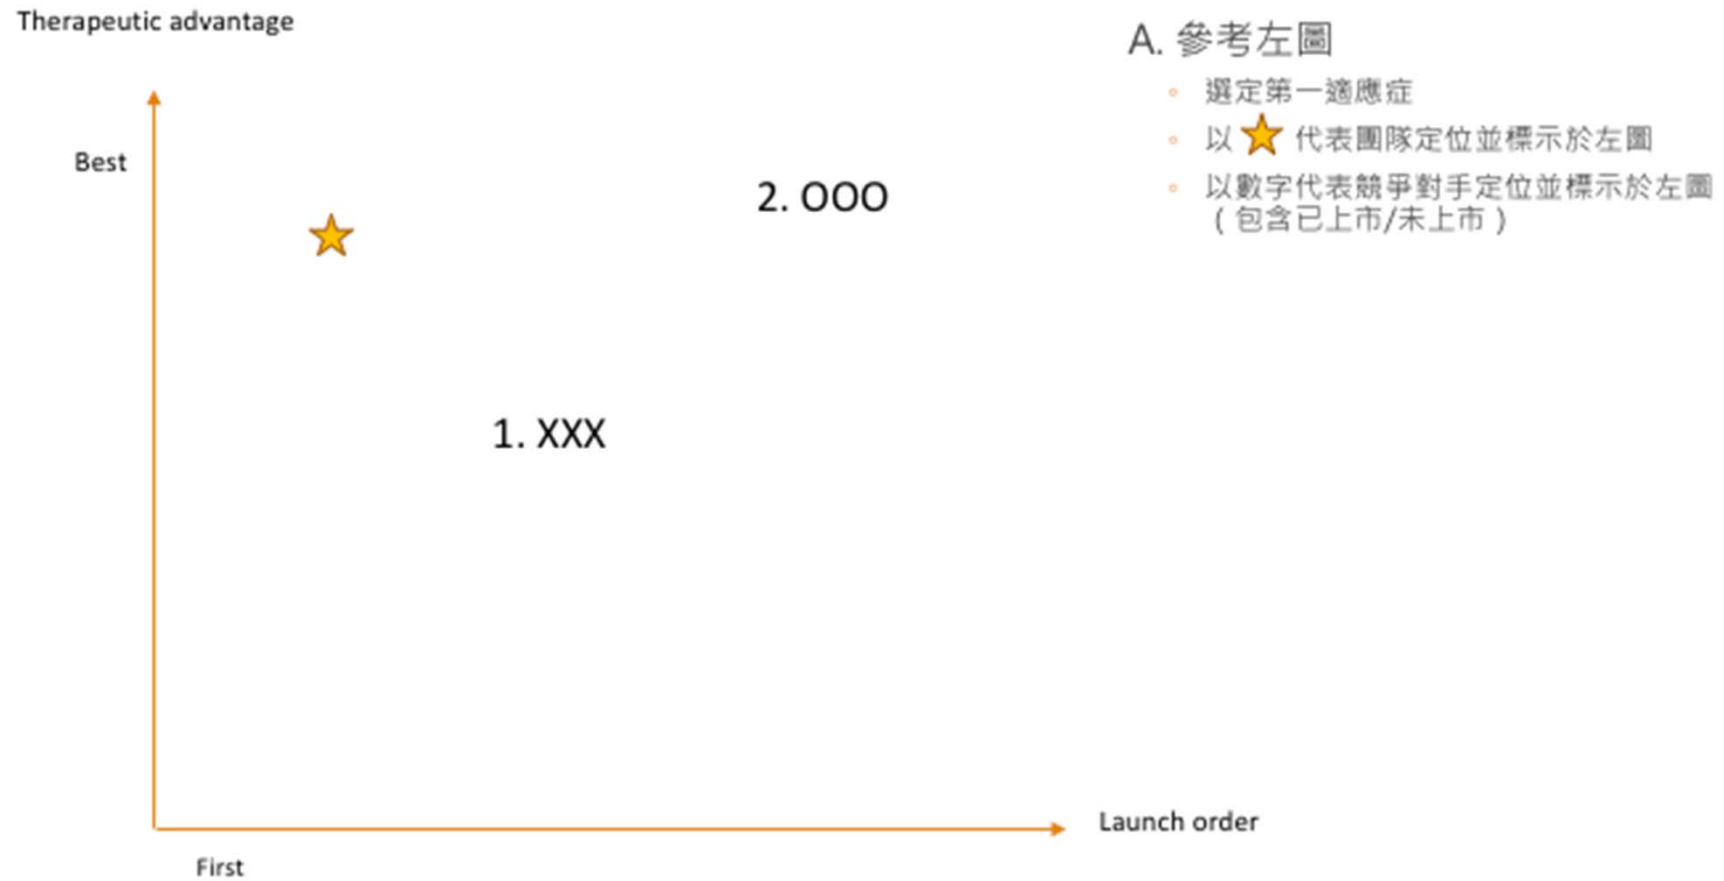 Therapeutic advantage
Best
2. OOO
1. XXX
Launch order
First
A. 參考左圖
選定第一適應症
以 代表團隊定位並標示於左圖
以數字代表競爭對手定位並標示於左圖
(包含已上市/未上市)